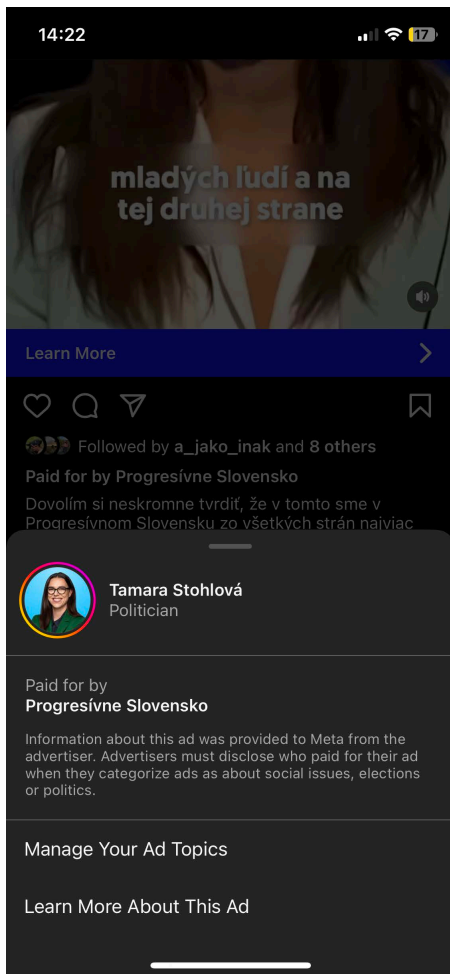 14:22
17
mladých ľudí a na
tej druhej strane
Learn More
Followed by a_jako_inak and 8 others
Paid for by Progresívne Slovensko
Dovolím si neskromne tvrdiť, že v tomto sme v
Progresívnom Slovensku zo všetkých strán najviac
Tamara Stohlová
Politician
Paid for by
Progresívne Slovensko
Information about this ad was provided to Meta from the
advertiser. Advertisers must disclose who paid for their ad
when they categorize ads as about social issues, elections
or politics.
Manage Your Ad Topics
Learn More About This Ad